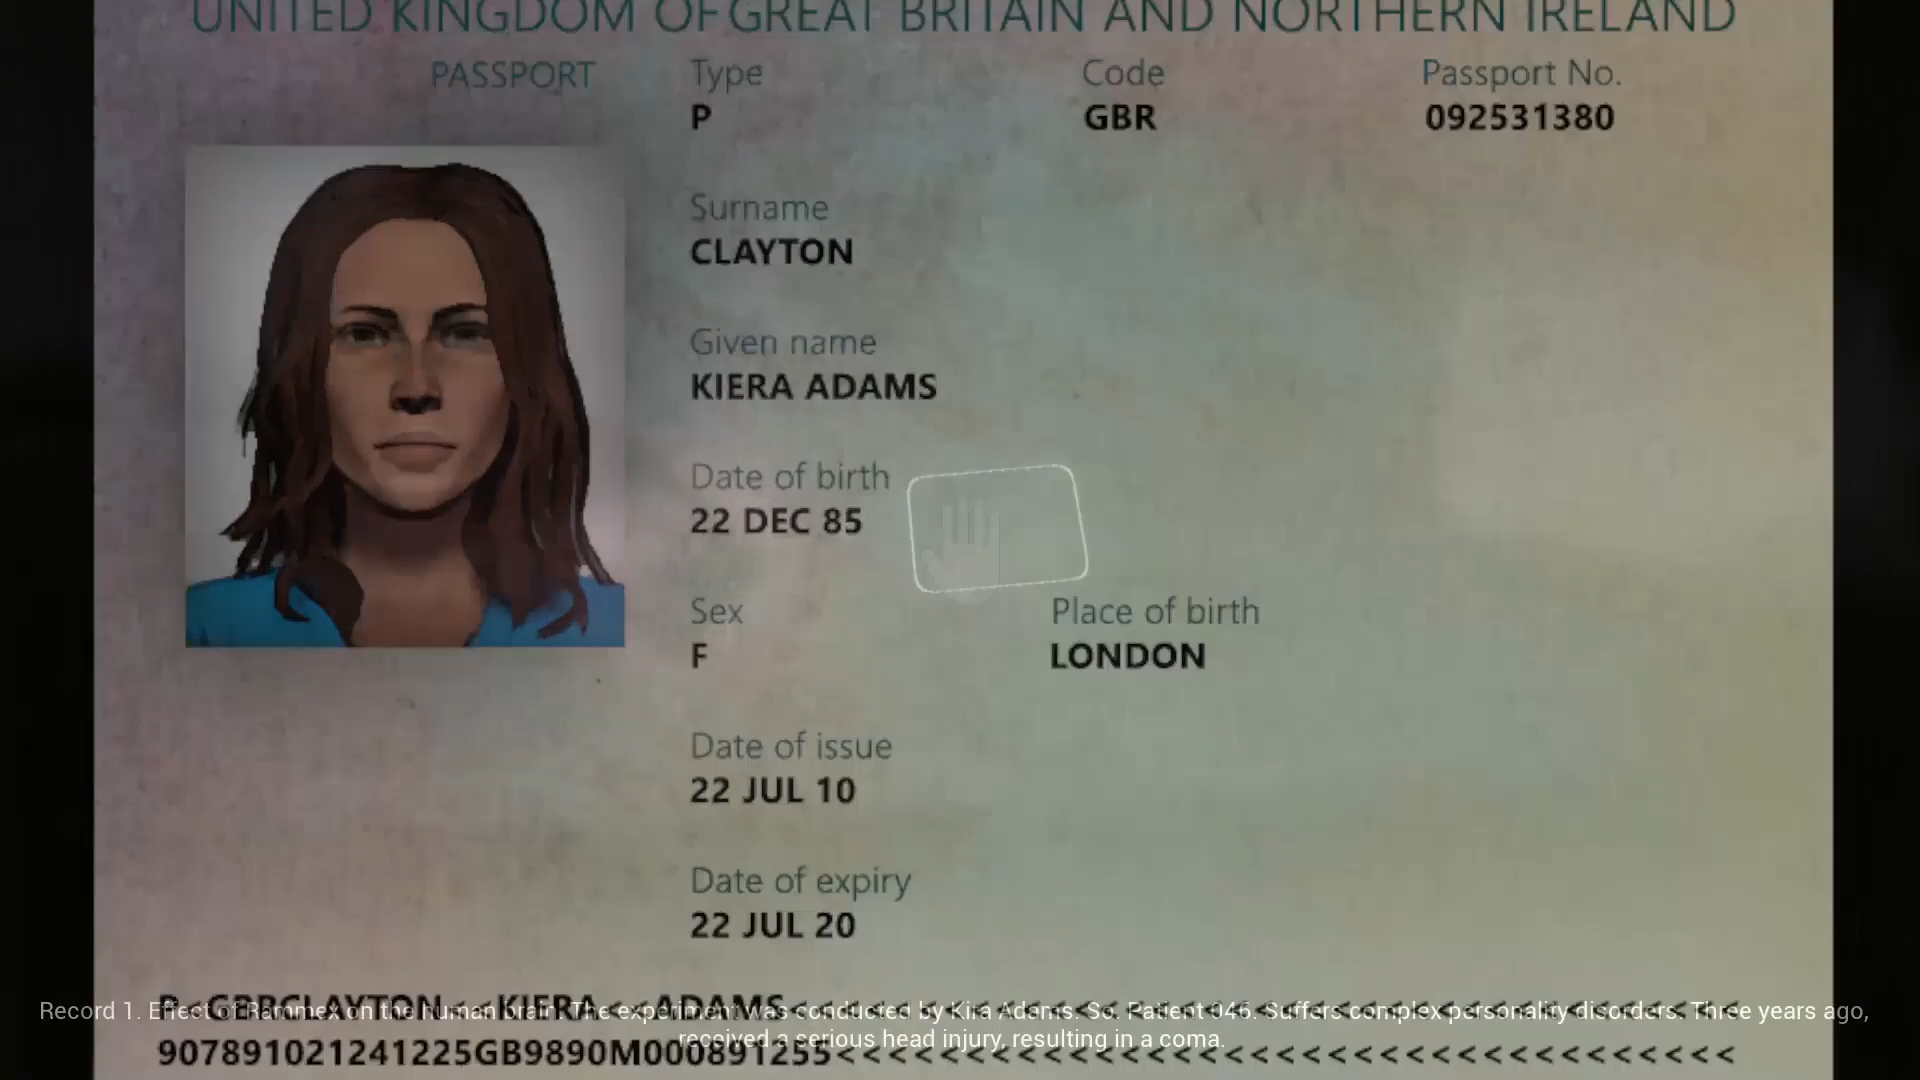 UNITED KINGDOM OF GREAT BRITAIN AND NORTHERN IRELAND
PASSPORT Type Code Passport No.
P GBR 092531380
Surname
CLAYTON
Given name
KIERA ADAMS
Date of birth
22 DEC 85
Sex Place of birth
F LONDON
Date of issue
22 JUL 10
Date of expiry
22 JUL 20
P<GBRCLAYTON<<KIERA<<ADAMS<<<<<<<<<<<<<<<<<<<<<<<<<<<<<<
Record 1. Effect of Rammex on the human brain. The experiment was conducted by Kira Adams. So. Patient 046. Suffers complex personality disorders. Three years ago,
received a serious head injury, resulting in a coma.
907891021241225GB9890M000891255<<<<<<<<<<<<<<<<<<<<<<<<<<<<<